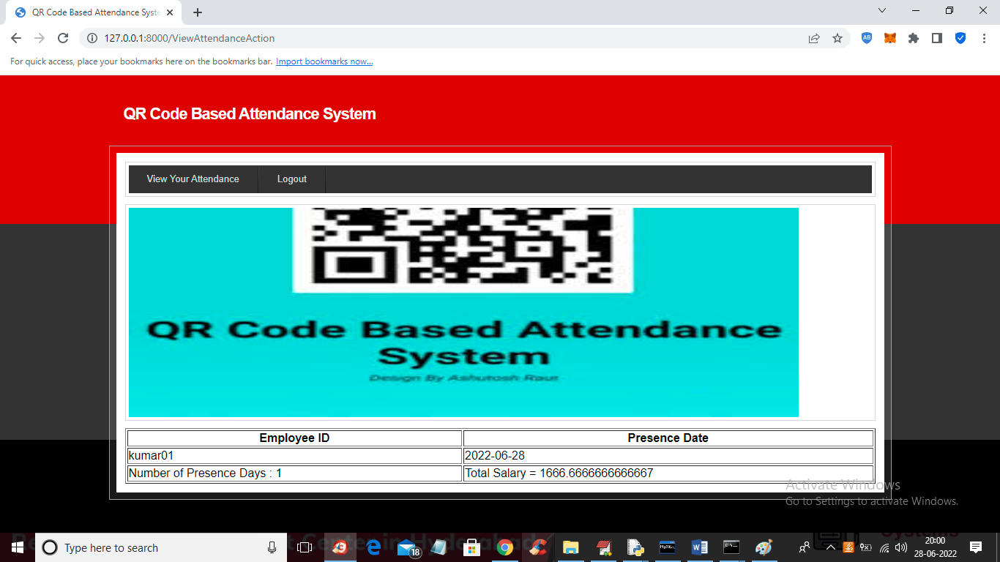 QR Code Based Attendance Syste
127.0.0.1:8000/ViewAttendanceAction
AB
For quick access, place your bookmarks here on the bookmarks bar. Import bookmarks now...
QR Code Based Attendance System
View Your Attendance Logout
QR Code Based Attendance
System
Design By Ashutosh Raut
Employee ID Presence Date
kumar01 2022-06-28
Number of Presence Days : 1 Total Salary = 1666.6666666666667
Activate Windows
Go to Settings to activate Windows.
Systems
Type here to search
18
20:00
28-06-2022